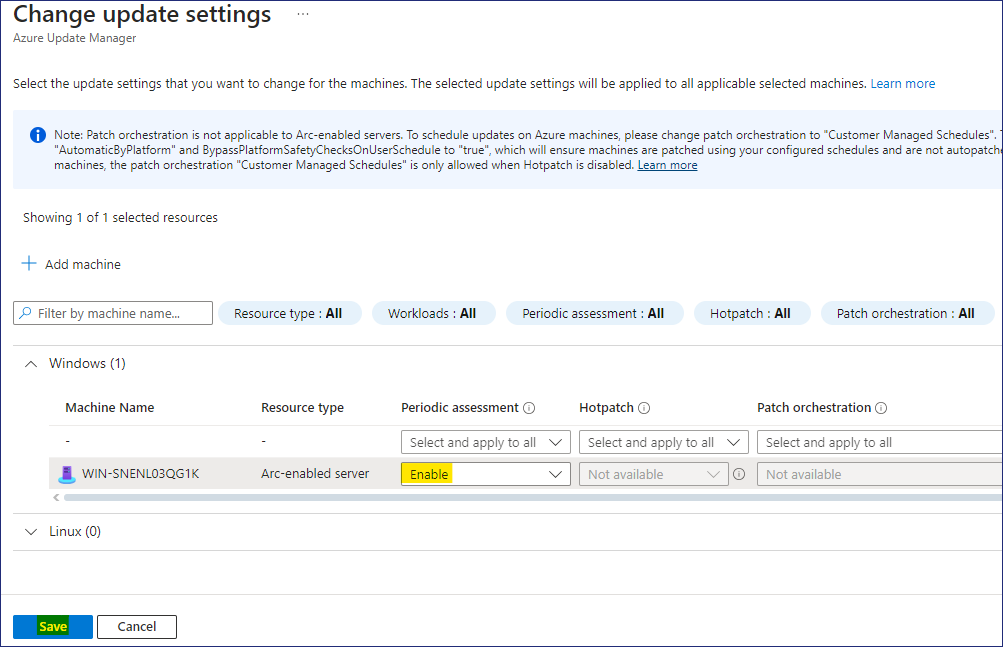 Change update settings ...
Azure Update Manager
Select the update settings that you want to change for the machines. The selected update settings will be applied to all applicable selected machines. Learn more
Note: Patch orchestration is not applicable to Arc-enabled servers. To schedule updates on Azure machines, please change patch orchestration to "Customer Managed Schedules".
"AutomaticByPlatform" and BypassPlatformSafetyChecksOnUserSchedule to "true", which will ensure machines are patched using your configured schedules and are not autopatche
machines, the patch orchestration "Customer Managed Schedules" is only allowed when Hotpatch is disabled. Learn more
Showing 1 of 1 selected resources
+ Add machine
Filter by machine name... Resource type : All Workloads : All Periodic assessment : All Hotpatch : All Patch orchestration : All
Windows (1)
Machine Name Resource type Periodic assessment Hotpatch Patch orchestration
- - Select and apply to all Select and apply to all Select and apply to all
WIN-SNENL03QG1K Arc-enabled server Enable Not available Not available
Linux (0)
Save Cancel